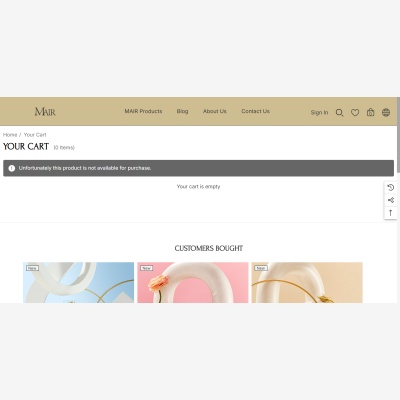 MAIR
MAIR Products Blog About Us Contact Us Sign in
Home / Your Cart
YOUR CART (0 Items)
Unfortunately this product is not available for purchase.
Your cart is empty
CUSTOMERS BOUGHT
New New New